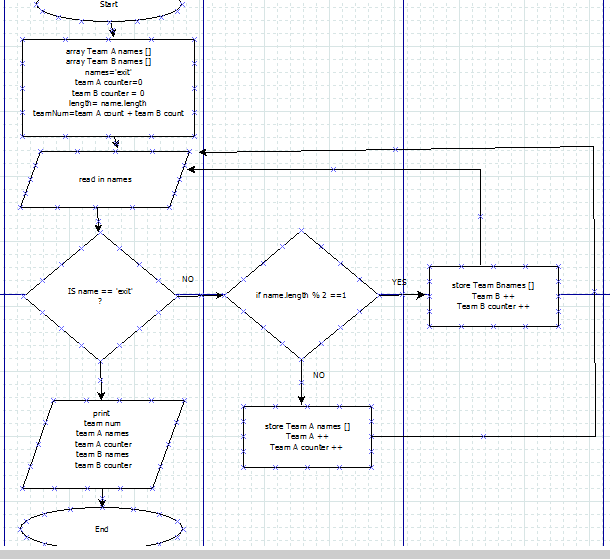 Start
array Team A names []
array Team B names []
names='exit'
team A counter=0
team B counter = 0
length= name.length
teamNum=team A count + team B count
read in names
IS name == 'exit'
?
NO
if name.length % 2 ==1
YES
store Team Bnames []
Team B ++
Team B counter ++
NO
store Team A names []
Team A ++
Team A counter ++
print
team num
team A names
team A counter
team B names
team B counter
End